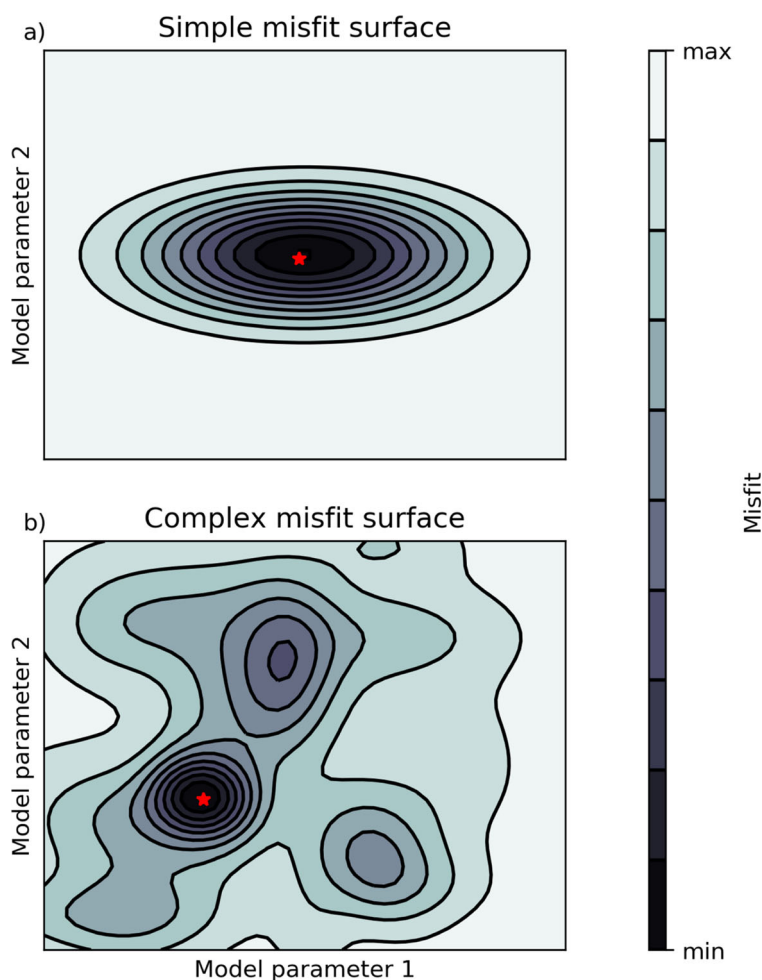 a)
Simple misfit surface
max
Model parameter 2
Misfit
b)
Complex misfit surface
Model parameter 2
min
Model parameter 1